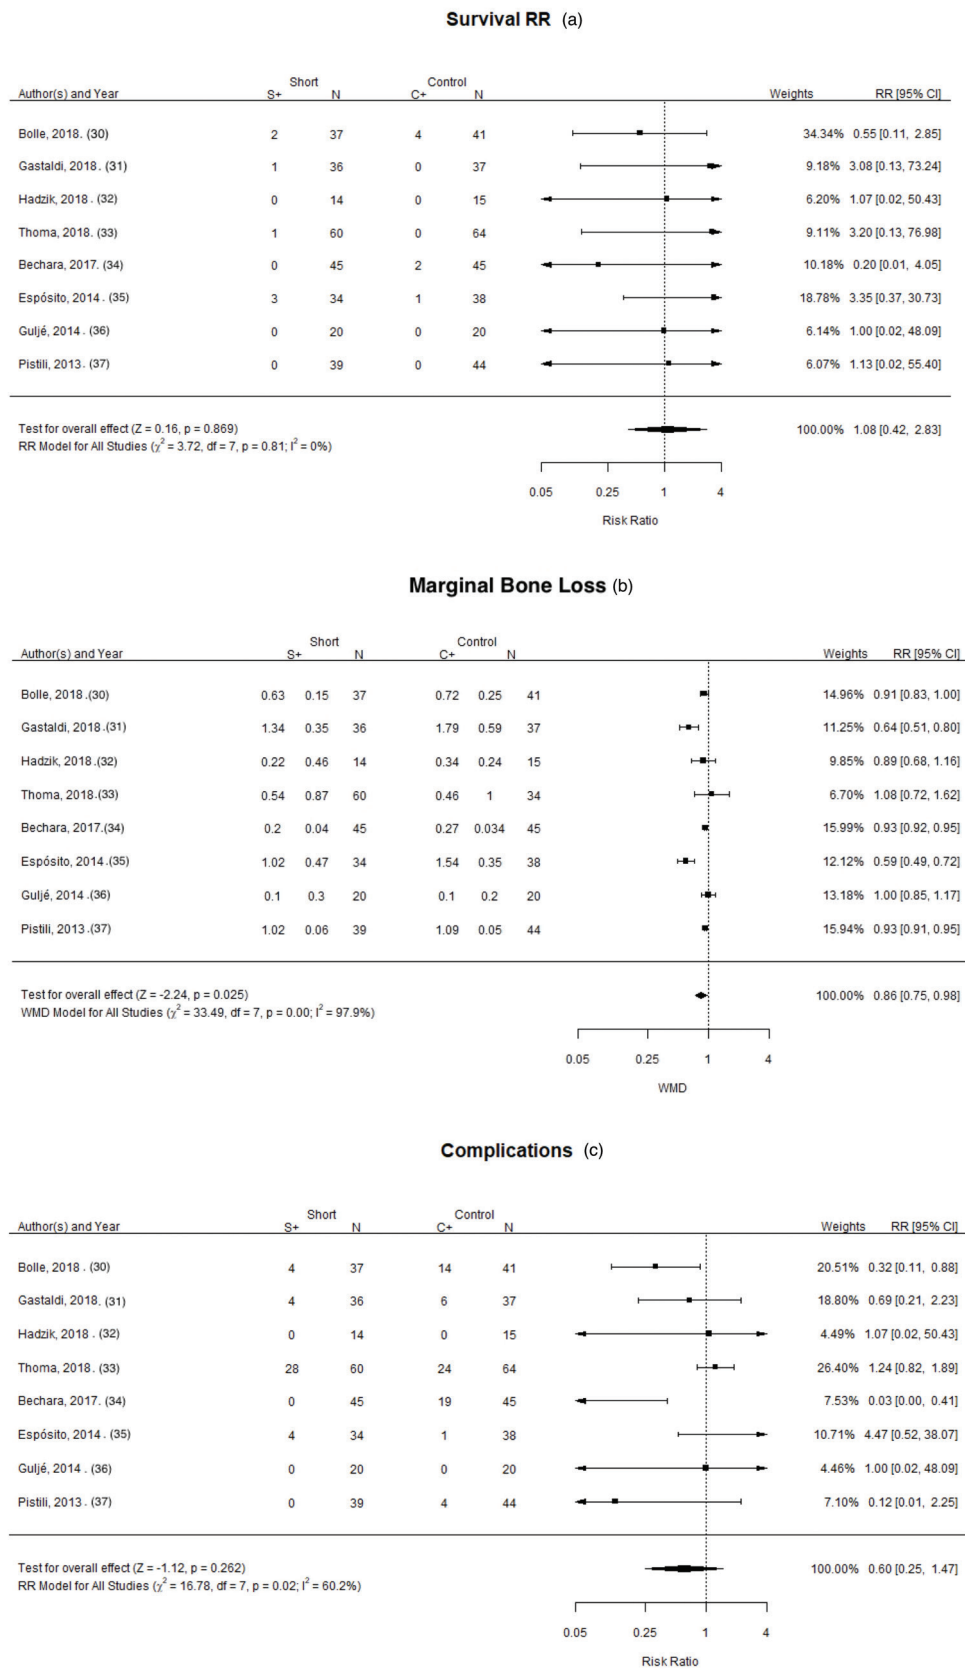 Survival RR (a)
Short Control
Author(s) and Year S+ N C+ N Weights RR [95% CI]
Bolle, 2018. (30) 2 37 4 41 34.34% 0.55 [0.11, 2.85]
Gastaldi, 2018. (31) 1 36 0 37 9.18% 3.08 [0.13, 73.24]
Hadzik, 2018. (32) 0 14 0 15 6.20% 1.07 [0.02, 50.43]
Thoma, 2018. (33) 1 60 0 64 9.11% 3.20 [0.13, 76.98]
Bechara, 2017. (34) 0 45 2 45 10.18% 0.20 [0.01, 4.05]
Espósito, 2014. (35) 3 34 1 38 18.78% 3.35 [0.37, 30.73]
Guljé, 2014. (36) 0 20 0 20 6.14% 1.00 [0.02, 48.09]
Pistili, 2013. (37) 0 39 0 44 6.07% 1.13 [0.02, 55.40]
Test for overall effect (Z = 0.16, p = 0.869) 100.00% 1.08 [0.42, 2.83]
RR Model for All Studies (χ² = 3.72, df = 7, p = 0.81; I² = 0%)
0.05 0.25 1 4
Risk Ratio
Marginal Bone Loss (b)
Short Control
Author(s) and Year S+ N C+ N Weights RR [95% CI]
Bolle, 2018.(30) 0.63 0.15 37 0.72 0.25 41 14.96% 0.91 [0.83, 1.00]
Gastaldi, 2018.(31) 1.34 0.35 36 1.79 0.59 37 11.25% 0.64 [0.51, 0.80]
Hadzik, 2018.(32) 0.22 0.46 14 0.34 0.24 15 9.85% 0.89 [0.68, 1.16]
Thoma, 2018.(33) 0.54 0.87 60 0.46 1 34 6.70% 1.08 [0.72, 1.62]
Bechara, 2017.(34) 0.2 0.04 45 0.27 0.034 45 15.99% 0.93 [0.92, 0.95]
Espósito, 2014.(35) 1.02 0.47 34 1.54 0.35 38 12.12% 0.59 [0.49, 0.72]
Guljé, 2014.(36) 0.1 0.3 20 0.1 0.2 20 13.18% 1.00 [0.85, 1.17]
Pistili, 2013.(37) 1.02 0.06 39 1.09 0.05 44 15.94% 0.93 [0.91, 0.95]
Test for overall effect (Z = -2.24, p = 0.025) 100.00% 0.86 [0.75, 0.98]
WMD Model for All Studies (χ² = 33.49, df = 7, p = 0.00; I² = 97.9%)
0.05 0.25 1 4
WMD
Complications (c)
Short Control
Author(s) and Year S+ N C+ N Weights RR [95% CI]
Bolle, 2018. (30) 4 37 14 41 20.51% 0.32 [0.11, 0.88]
Gastaldi, 2018. (31) 4 36 6 37 18.80% 0.69 [0.21, 2.23]
Hadzik, 2018. (32) 0 14 0 15 4.49% 1.07 [0.02, 50.43]
Thoma, 2018. (33) 28 60 24 64 26.40% 1.24 [0.82, 1.89]
Bechara, 2017. (34) 0 45 19 45 7.53% 0.03 [0.00, 0.41]
Espósito, 2014. (35) 4 34 1 38 10.71% 4.47 [0.52, 38.07]
Guljé, 2014. (36) 0 20 0 20 4.46% 1.00 [0.02, 48.09]
Pistili, 2013. (37) 0 39 4 44 7.10% 0.12 [0.01, 2.25]
Test for overall effect (Z = -1.12, p = 0.262) 100.00% 0.60 [0.25, 1.47]
RR Model for All Studies (χ² = 16.78, df = 7, p = 0.02; I² = 60.2%)
0.05 0.25 1 4
Risk Ratio